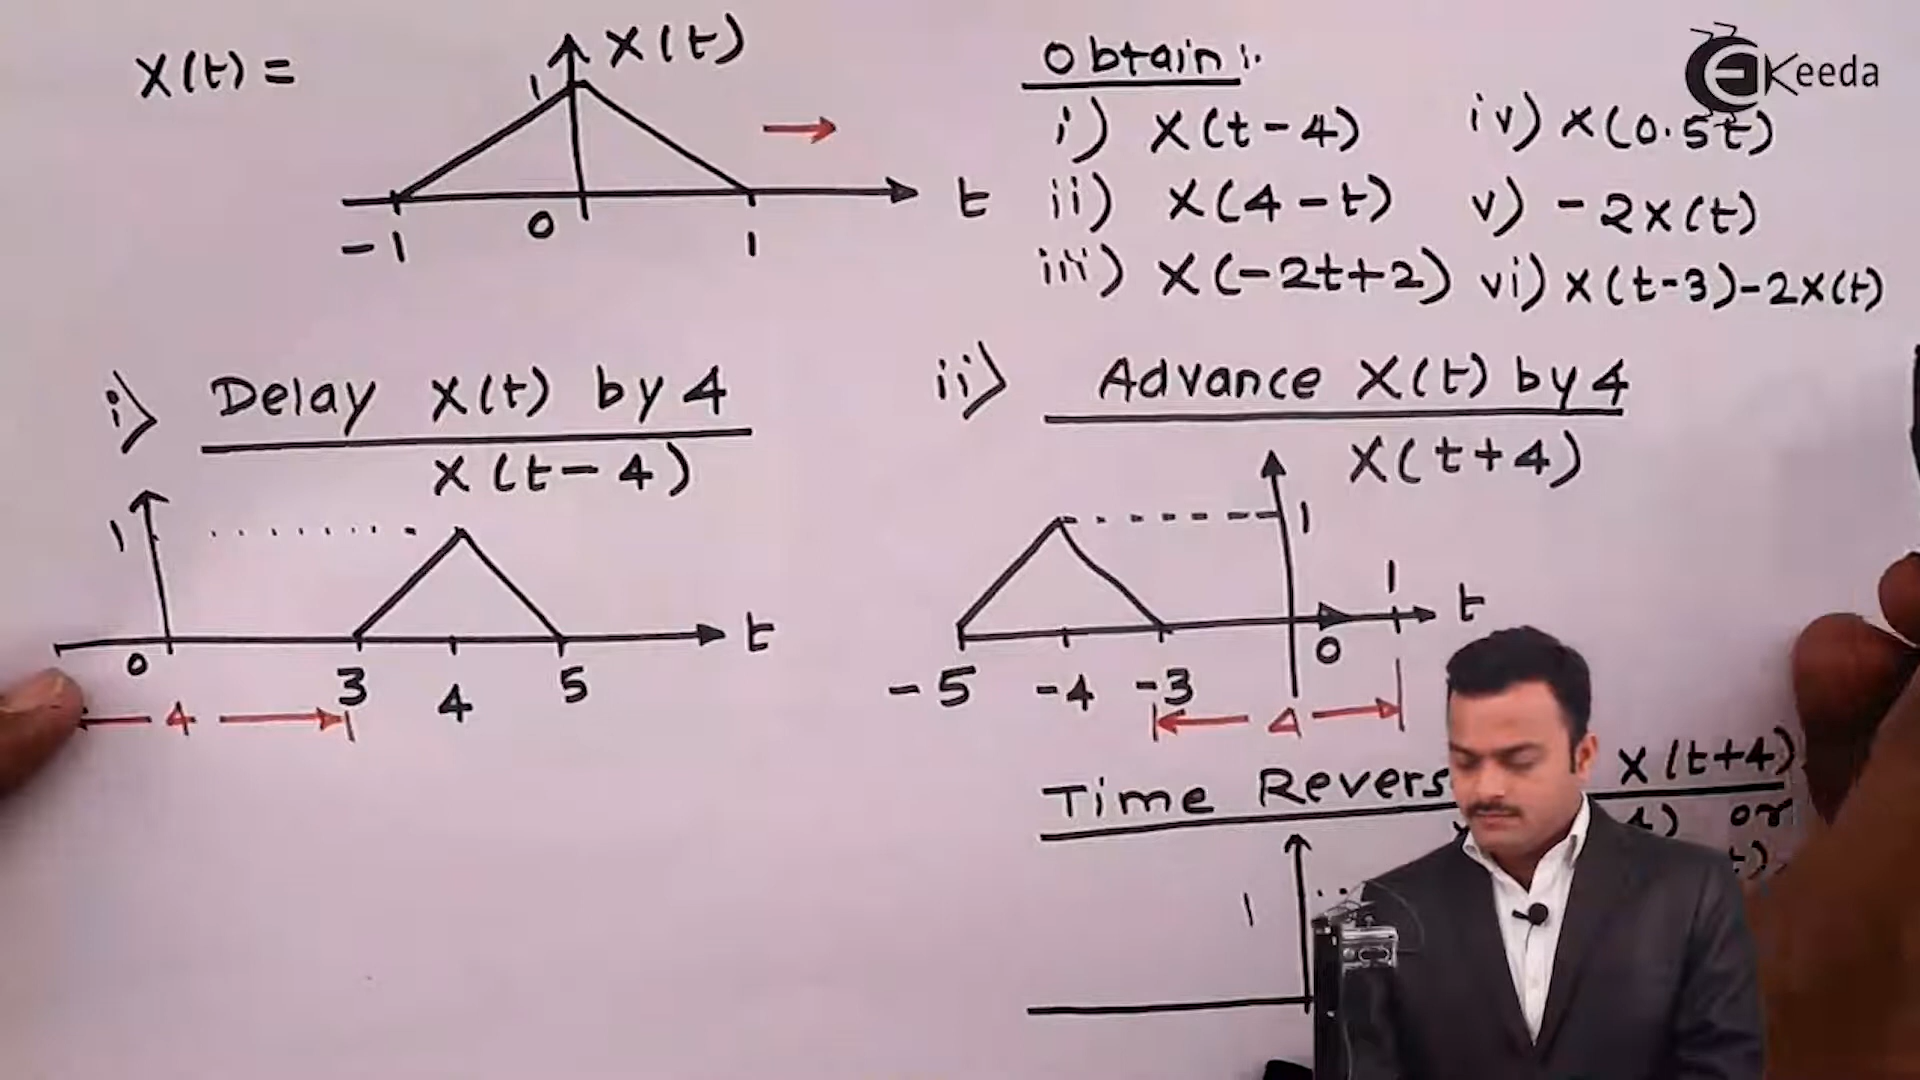 X(t) =
X(t)
1
-1
0
1
t
Obtain :
i) X(t-4)
ii) X(4-t)
iii) X(-2t+2)
iv) X(0.5t)
v) -2X(t)
vi) X(t-3)-2X(t)
Keeda
i> Delay X(t) by 4
X(t-4)
1
0
3
4
5
t
4
ii> Advance X(t) by 4
X(t+4)
1
1
t
-5
-4
-3
0
4
Time Revers
X(t+4)
4) or
t)
1